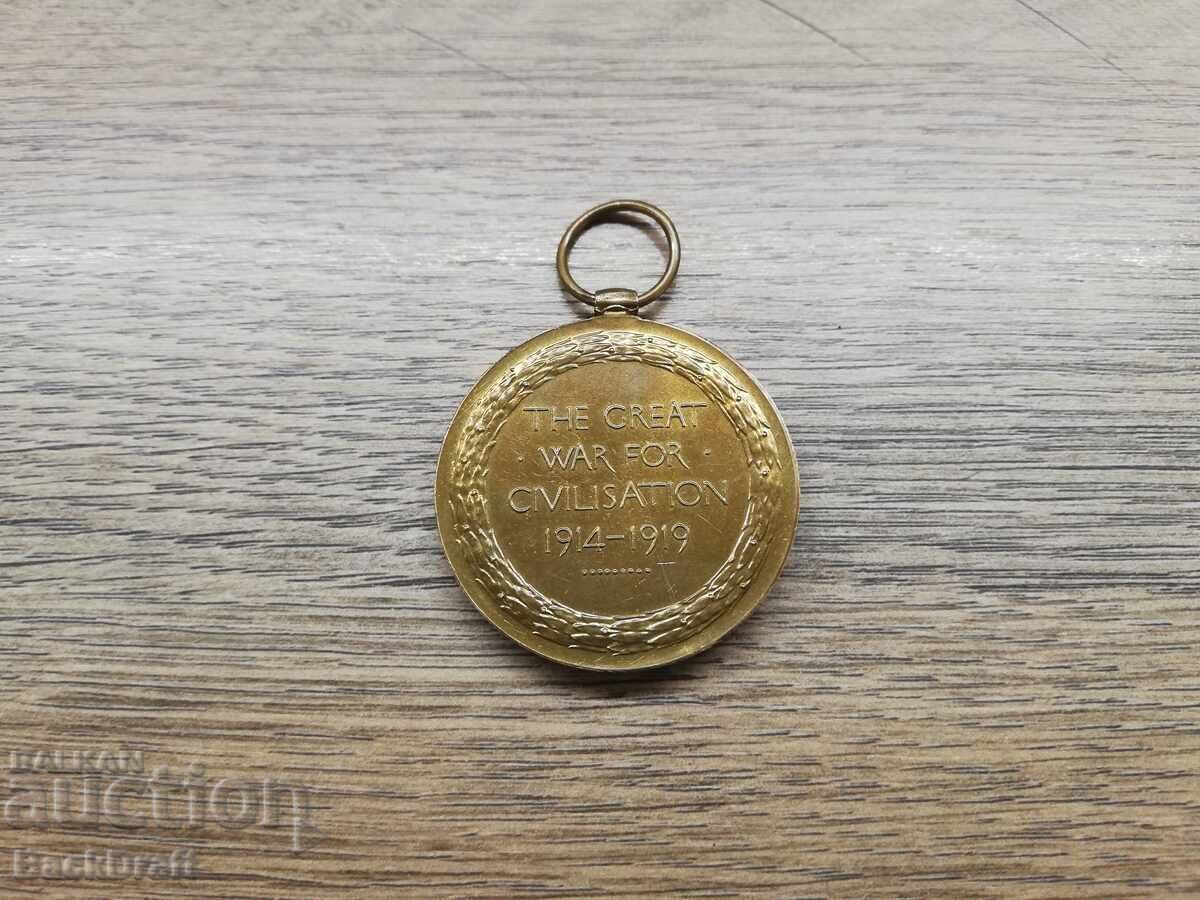 THE GREAT
· WAR FOR ·
CIVILISATION
1914–1919
BALKAN
auction
BackDraft